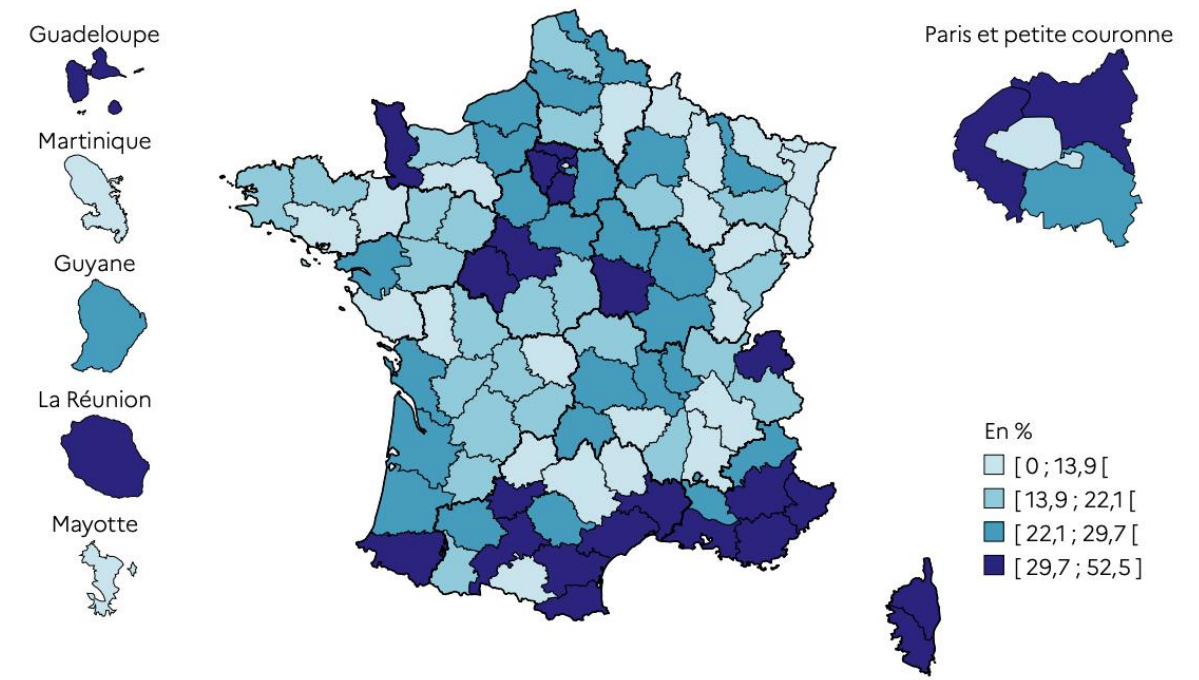 Guadeloupe
Martinique
Guyane
La Réunion
Mayotte
Paris et petite couronne
En %
[ 0 ; 13,9 [
[ 13,9 ; 22,1 [
[ 22,1 ; 29,7 [
[ 29,7 ; 52,5 ]